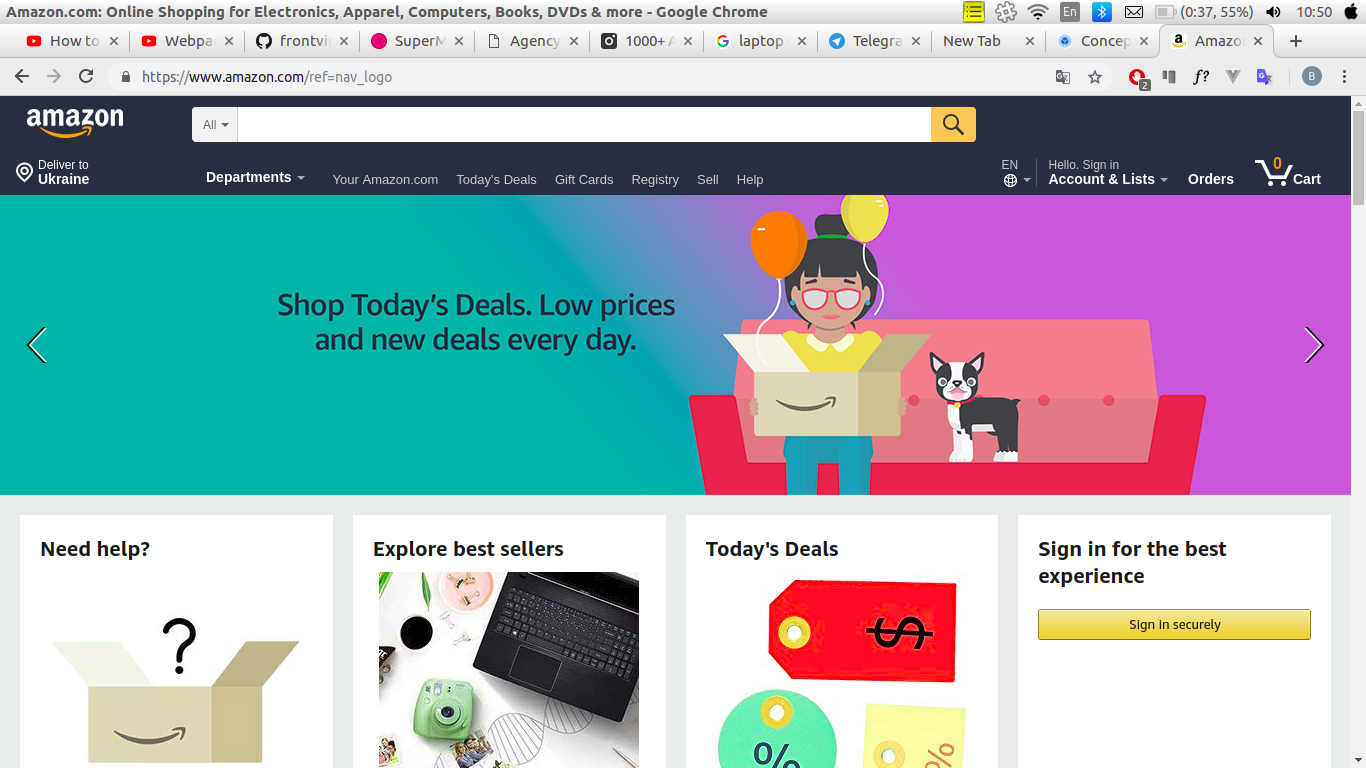 Amazon.com: Online Shopping for Electronics, Apparel, Computers, Books, DVDs & more - Google Chrome
En
(0:37, 55%)
10:50
How to
Webpa
frontvi
SuperM
Agency
1000+ A
laptop
Telegra
New Tab
Concep
Amazo
https://www.amazon.com/ref=nav_logo
2
f?
B
amazon
All
Deliver to
Ukraine
Departments
Your Amazon.com
Today's Deals
Gift Cards
Registry
Sell
Help
EN
Hello. Sign in
Account & Lists
Orders
0
Cart
Shop Today's Deals. Low prices
and new deals every day.
Need help?
Explore best sellers
Today's Deals
Sign in for the best
experience
?
$
Sign in securely
%
%